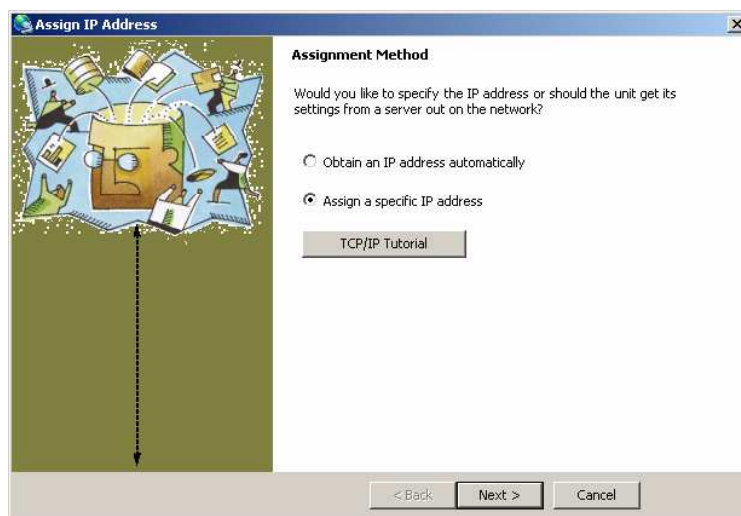 Assign IP Address
Assignment Method
Would you like to specify the IP address or should the unit get its
settings from a server out on the network?
Obtain an IP address automatically
Assign a specific IP address
TCP/IP Tutorial
< Back
Next >
Cancel